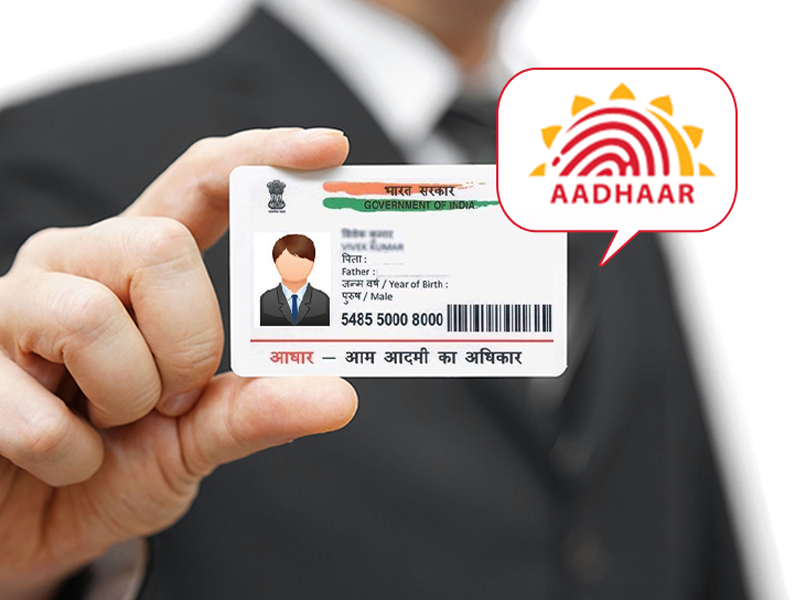 भारत सरकार
GOVERNMENT OF INDIA
AADHAAR
विवेक कुमार
VIVEK KUMAR
पिता :
Father :
जन्म वर्ष / Year of Birth :
पुरुष / Male
5485 5000 8000
आधार – आम आदमी का अधिकार